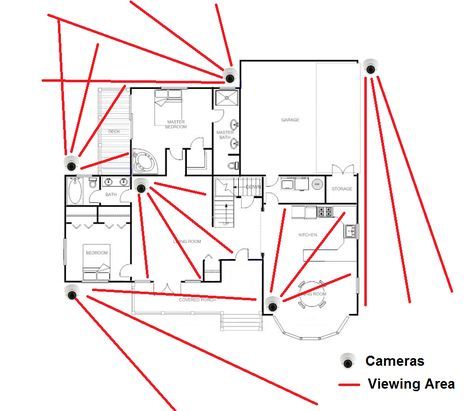 MASTER
BEDROOM
DECK
MASTER
BATH
GARAGE
BATH
DOWN
STORAGE
KITCHEN
LIVING ROOM
BEDROOM
ROOM
COVERED PORCH
Cameras
Viewing Area